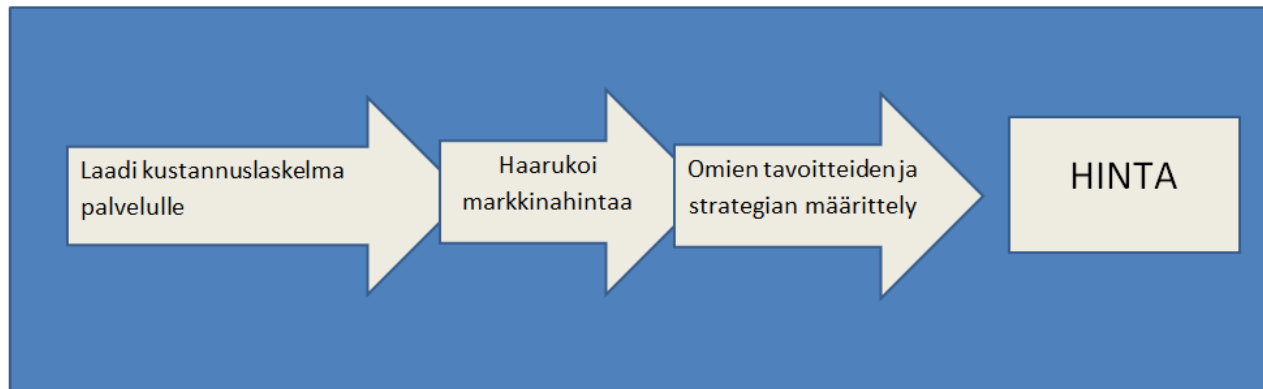 Laadi kustannuslaskelma
palvelulle
Haarukoi
markkinahintaa
Omien tavoitteiden ja
strategian määrittely
HINTA